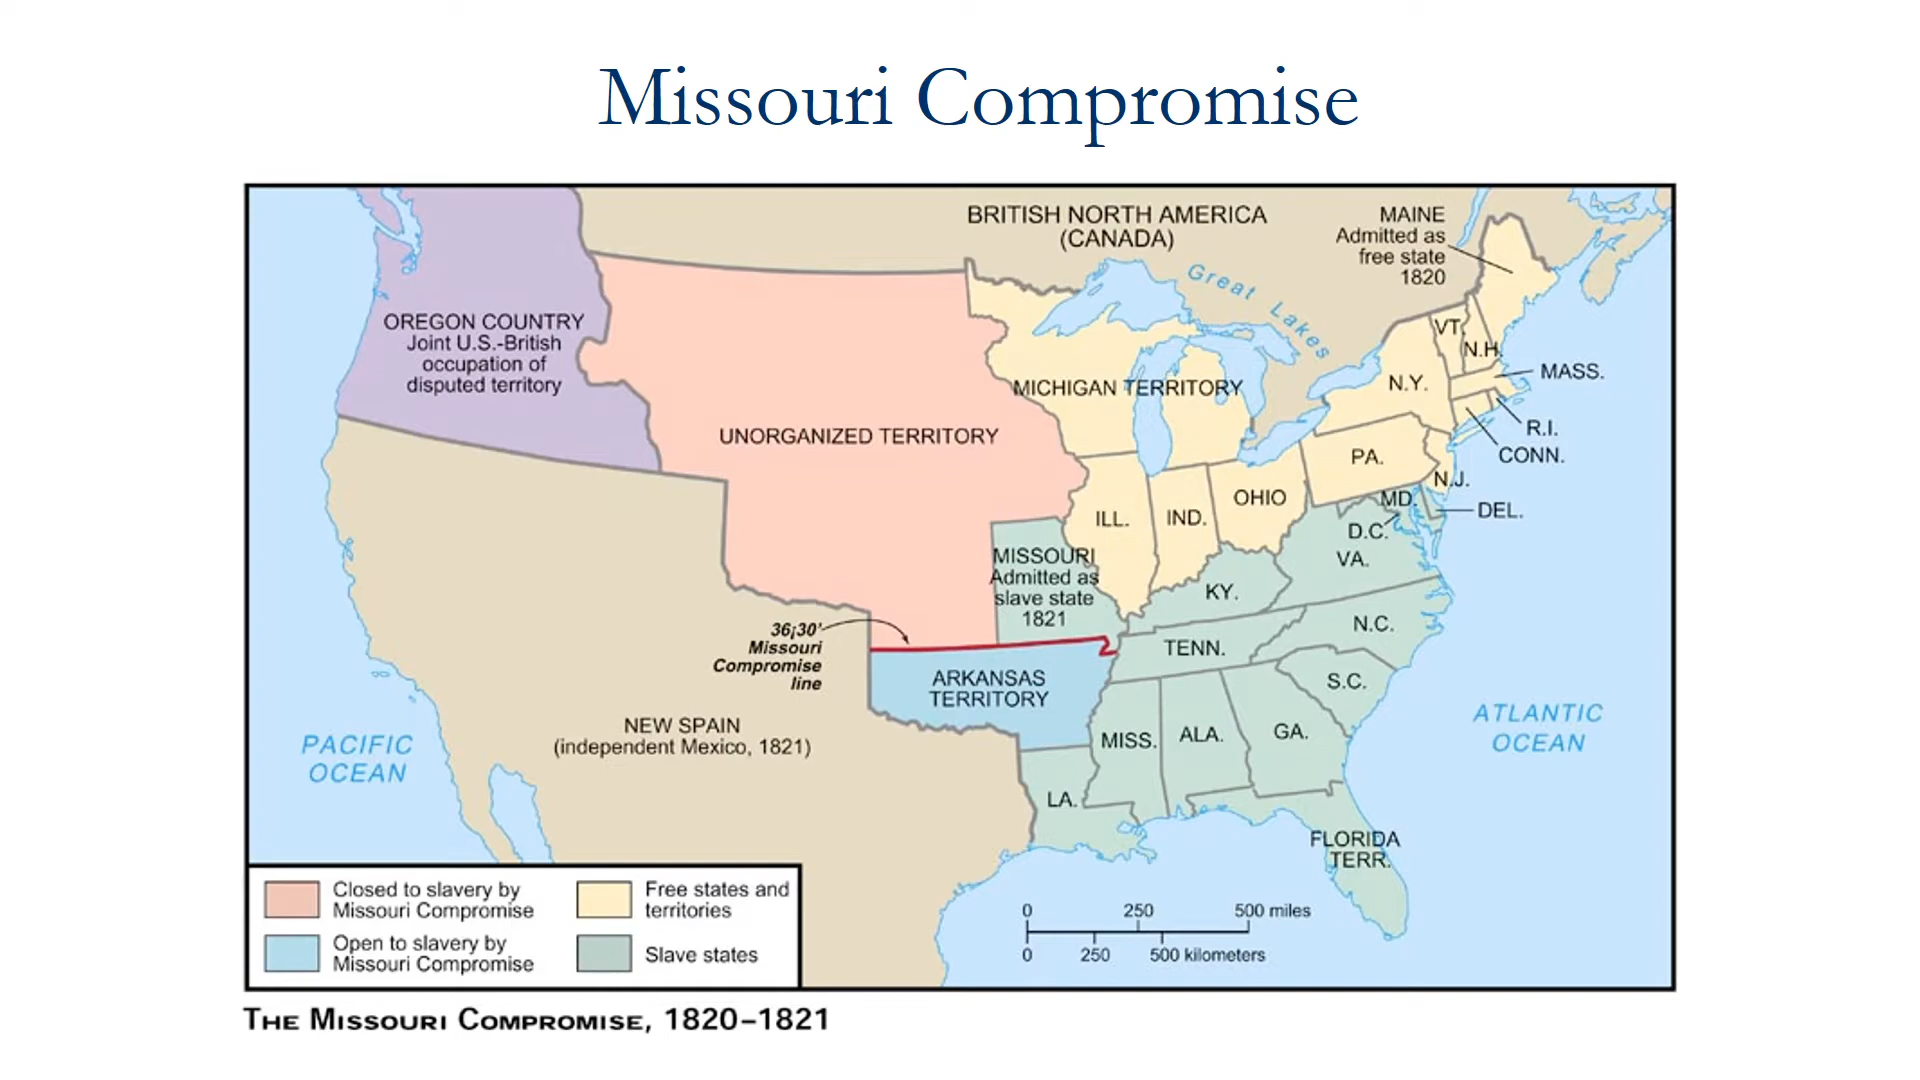 Missouri Compromise
BRITISH NORTH AMERICA
(CANADA)
MAINE
Admitted as
free state
1820
Great Lakes
OREGON COUNTRY
Joint U.S.-British
occupation of
disputed territory
VT.
N.H.
MASS.
MICHIGAN TERRITORY
N.Y.
R.I.
UNORGANIZED TERRITORY
PA.
CONN.
N.J.
MD.
DEL.
OHIO
ILL.
IND.
D.C.
VA.
MISSOURI
Admitted as
slave state
1821
KY.
N.C.
36¡30'
Missouri
Compromise
line
TENN.
ARKANSAS
TERRITORY
S.C.
NEW SPAIN
(independent Mexico, 1821)
MISS.
ALA.
GA.
PACIFIC
OCEAN
ATLANTIC
OCEAN
LA.
FLORIDA
TERR.
Closed to slavery by
Missouri Compromise
Free states and
territories
Open to slavery by
Missouri Compromise
Slave states
0 250 500 miles
0 250 500 kilometers
THE MISSOURI COMPROMISE, 1820–1821